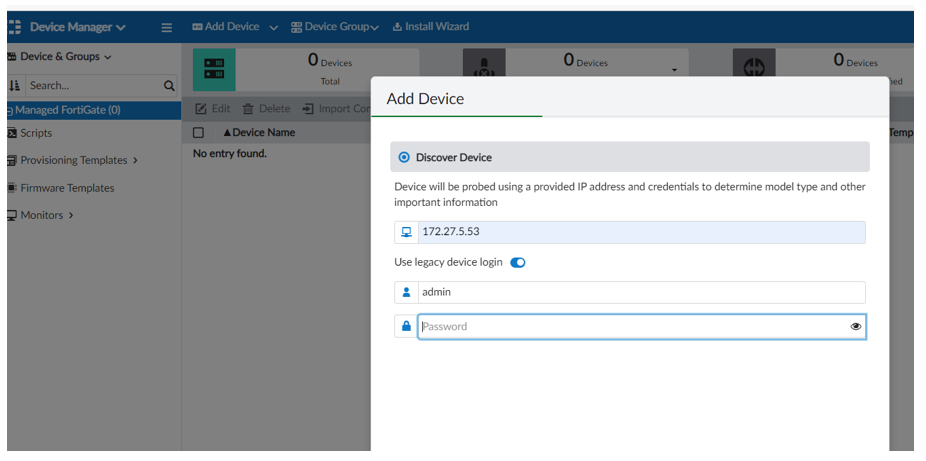 Device Manager
Add Device
Device Group
Install Wizard
Device & Groups
Search...
Managed FortiGate (0)
Scripts
Provisioning Templates
Firmware Templates
Monitors
0 Devices
Total
0 Devices
0 Devices
Edit
Delete
Import Con
Device Name
Temp
No entry found.
Add Device
Discover Device
Device will be probed using a provided IP address and credentials to determine model type and other
important information
172.27.5.53
Use legacy device login
admin
Password